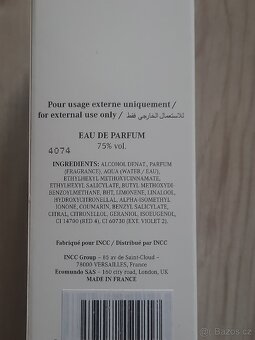 Pour usage externe uniquement /
for external use only / للاستعمال الخارجي فقط
EAU DE PARFUM
75% vol.
4074
INGREDIENTS: ALCOHOL DENAT., PARFUM
(FRAGRANCE), AQUA (WATER / EAU),
ETHYLHEXYL METHOXYCINNAMATE,
ETHYLHEXYL SALICYLATE, BUTYL METHOXYDI-
BENZOYLMETHANE, BHT, LIMONENE, LINALOOL,
HYDROXYCITRONELLAL, ALPHA-ISOMETHYL
IONONE, COUMARIN, BENZYL SALICYLATE,
CITRAL, CITRONELLOL, GERANIOL, ISOEUGENOL,
CI 14700 (RED 4), CI 60730 (EXT. VIOLET 2).
Fabriqué pour INCC / Distribué par INCC
INCC Group – 85 av de Saint-Cloud –
78000 VERSAILLES, France
Ecomundo SAS – 160 city road, London, UK
MADE IN FRANCE
bazoš.cz